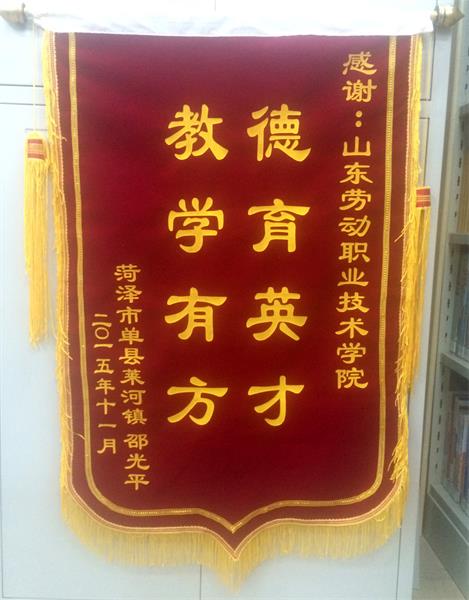 感谢：山东劳动职业技术学院
德育英才
教学有方
菏泽市单县莱河镇 邵光平
二〇一五年十一月